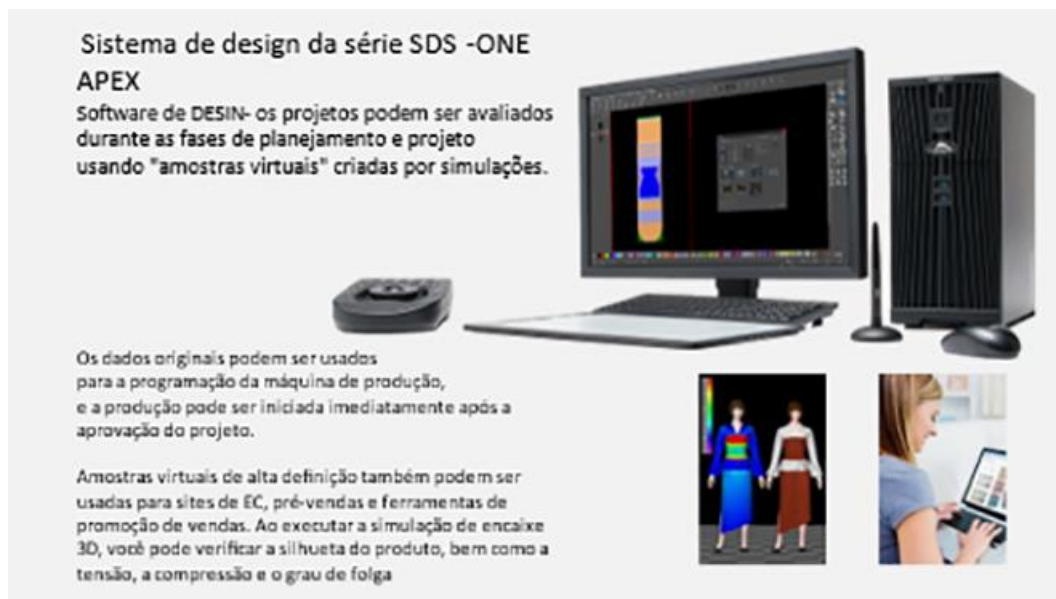 Sistema de design da série SDS -ONE
APEX
Software de DESIN- os projetos podem ser avaliados
durante as fases de planejamento e projeto
usando "amostras virtuais" criadas por simulações.
Os dados originais podem ser usados
para a programação da máquina de produção,
e a produção pode ser iniciada imediatamente após a
aprovação do projeto.
Amostras virtuais de alta definição também podem ser
usadas para sites de EC, pré-vendas e ferramentas de
promoção de vendas. Ao executar a simulação de encaixe
3D, você pode verificar a silhueta do produto, bem como a
tensão, a compressão e o grau de folga